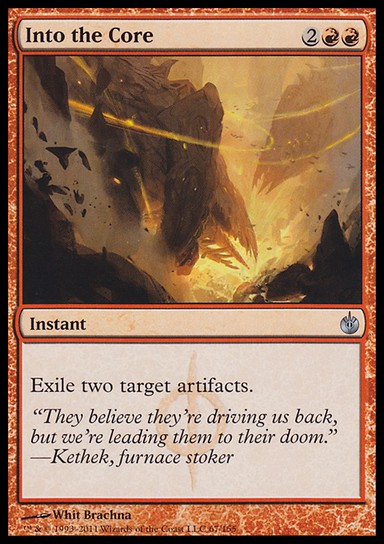 Into the Core 2
Instant
Exile two target artifacts.
“They believe they’re driving us back,
but we’re leading them to their doom.”
—Kethek, furnace stoker
Whit Brachna
™ & © 1993-2011 Wizards of the Coast LLC 67/155